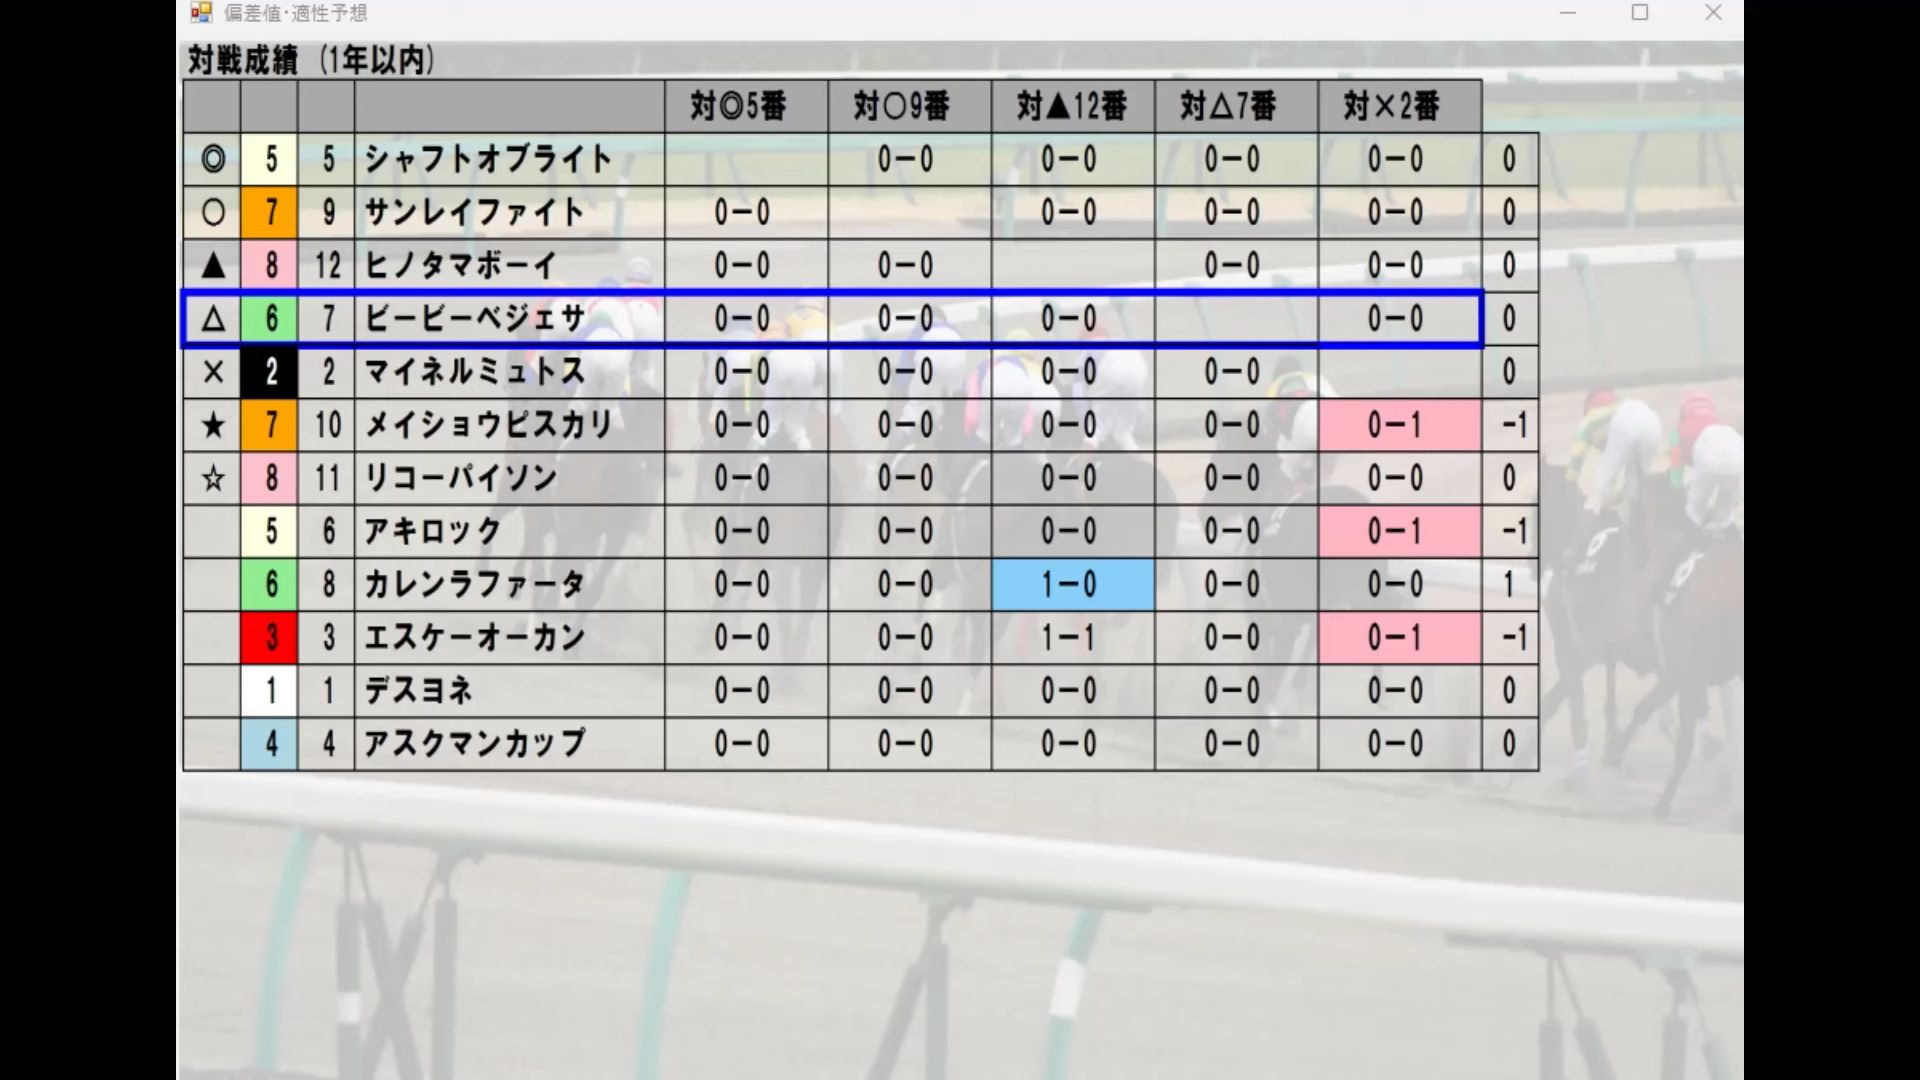 偏差値・適性予想
対戦成績 (1年以内)
対◎5番 対○9番 対▲12番 対△7番 対×2番
◎ 5 5 シャフトオブライト 0-0 0-0 0-0 0-0 0
○ 7 9 サンレイファイト 0-0 0-0 0-0 0-0 0
▲ 8 12 ヒノタマボーイ 0-0 0-0 0-0 0-0 0
△ 6 7 ビービーベジェサ 0-0 0-0 0-0 0-0 0
× 2 2 マイネルミュトス 0-0 0-0 0-0 0-0 0
★ 7 10 メイショウピスカリ 0-0 0-0 0-0 0-0 0-1 -1
☆ 8 11 リコーパイソン 0-0 0-0 0-0 0-0 0-0 0
5 6 アキロック 0-0 0-0 0-0 0-0 0-1 -1
6 8 カレンラファータ 0-0 0-0 1-0 0-0 0-0 1
3 3 エスケーオーカン 0-0 0-0 1-1 0-0 0-1 -1
1 1 デスヨネ 0-0 0-0 0-0 0-0 0-0 0
4 4 アスクマンカップ 0-0 0-0 0-0 0-0 0-0 0